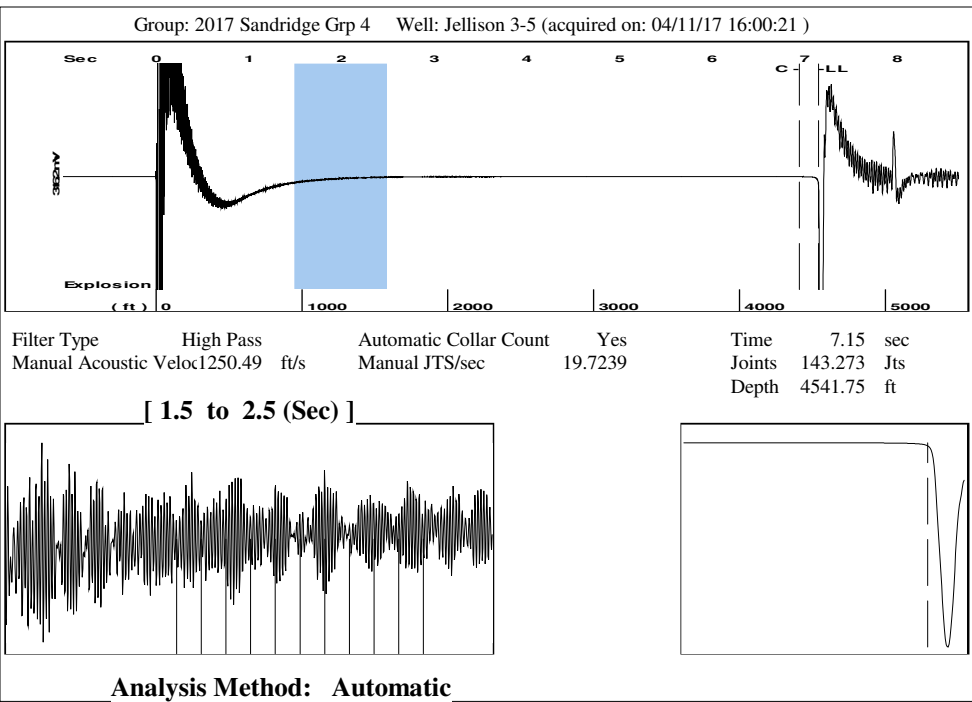 Group: 2017 Sandridge Grp 4 Well: Jellison 3-5 (acquired on: 04/11/17 16:00:21 )
Sec 0 1 2 3 4 5 6 7 8
C LL
mV
Explosion
( ft ) 0 1000 2000 3000 4000 5000
Filter Type High Pass Automatic Collar Count Yes Time 7.15 sec
Manual Acoustic Veloc 1250.49 ft/s Manual JTS/sec 19.7239 Joints 143.273 Jts
Depth 4541.75 ft
[ 1.5 to 2.5 (Sec) ]
Analysis Method: Automatic